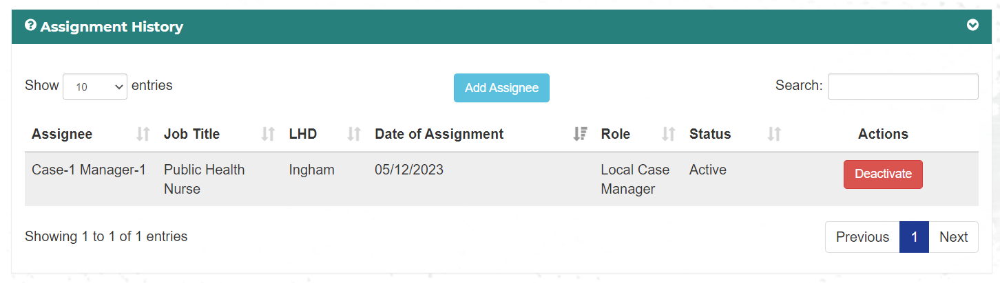 Assignment History
Show 10 entries Add Assignee Search:
Assignee Job Title LHD Date of Assignment Role Status Actions
Case-1 Manager-1 Public Health Ingham 05/12/2023 Local Case Active Deactivate
Nurse Manager
Showing 1 to 1 of 1 entries Previous 1 Next